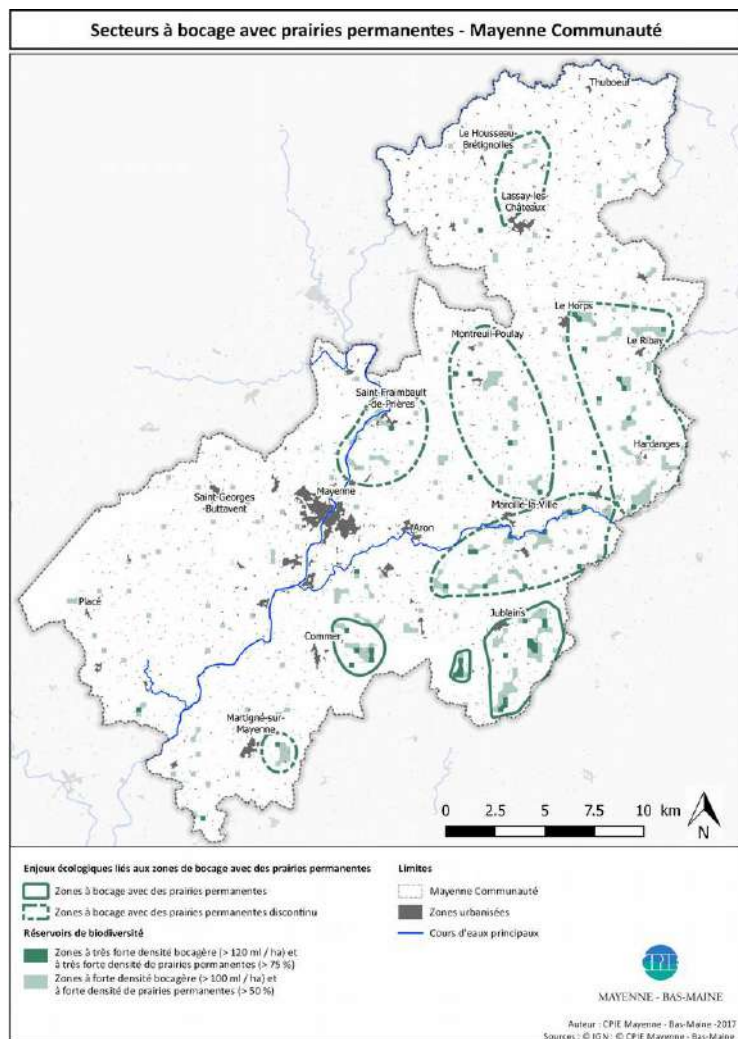 Secteurs à bocage avec prairies permanentes - Mayenne Communauté
Thuboeuf
Le Housseau-
Brétignolles
Lassay-les-
Châteaux
Le Horps
Montreuil-Poulay
Le Ribay
Saint-Fraimbault
-de-Prières
Hardanges
Saint-Georges
-Buttavent
Mayenne
Marcillé-la-Ville
Aron
Placé
Jublains
Commer
Martigné-sur-
Mayenne
0 2.5 5 7.5 10 km
N
Enjeux écologiques liés aux zones de bocage avec des prairies permanentes
Zones à bocage avec des prairies permanentes
Zones à bocage avec des prairies permanentes discontinu
Réservoirs de biodiversité
Zones à très forte densité bocagère (> 120 ml / ha) et
à très forte densité de prairies permanentes (> 75 %)
Zones à forte densité bocagère (> 100 ml / ha) et
à forte densité de prairies permanentes (> 50 %)
Limites
Mayenne Communauté
Zones urbanisées
Cours d'eaux principaux
CPIE
MAYENNE - BAS-MAINE
Auteur : CPIE Mayenne - Bas-Maine -2017
Sources : © IGN ; © CPIE Mayenne - Bas-Maine